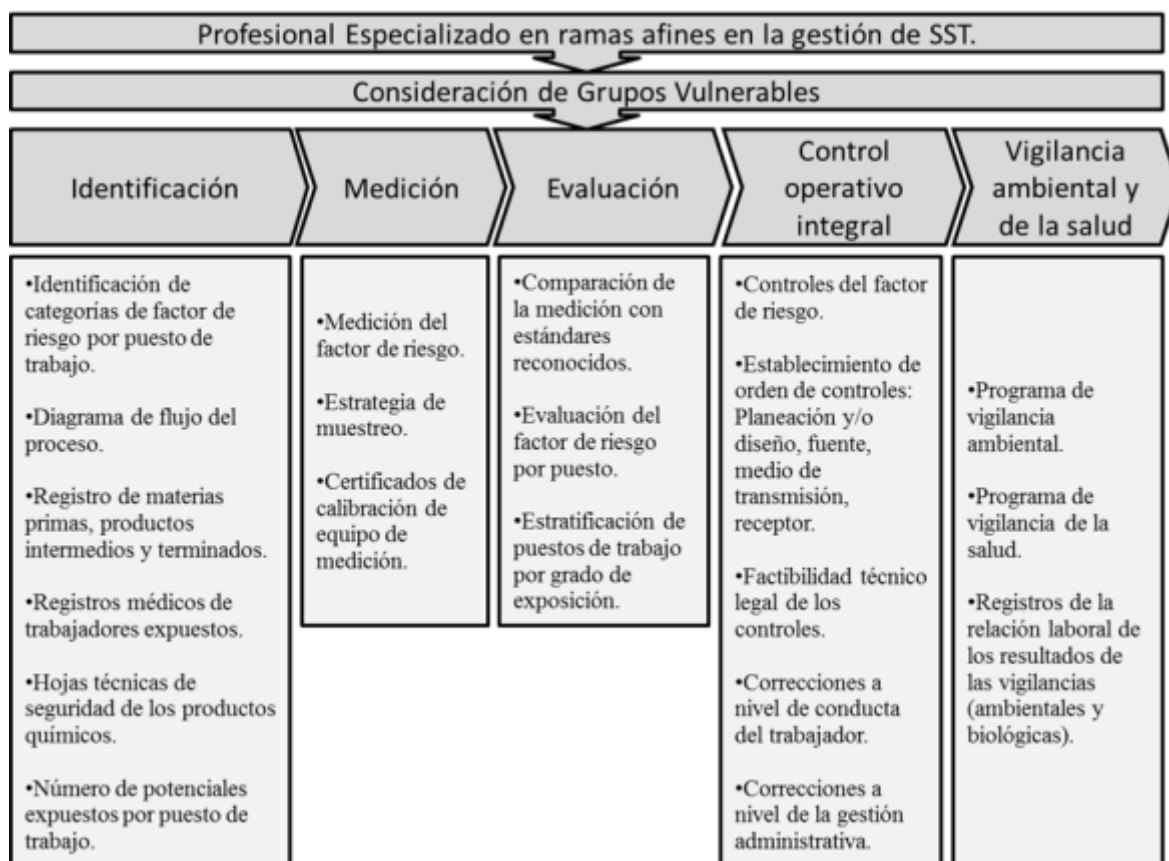 Profesional Especializado en ramas afines en la gestión de SST.
Consideración de Grupos Vulnerables
Identificación
•Identificación de
categorías de factor de
riesgo por puesto de
trabajo.
•Diagrama de flujo del
proceso.
•Registro de materias
primas, productos
intermedios y terminados.
•Registros médicos de
trabajadores expuestos.
•Hojas técnicas de
seguridad de los productos
químicos.
•Número de potenciales
expuestos por puesto de
trabajo.
Medición
•Medición del
factor de riesgo.
•Estrategia de
muestreo.
•Certificados de
calibración de
equipo de
medición.
Evaluación
•Comparación de
la medición con
estándares
reconocidos.
•Evaluación del
factor de riesgo
por puesto.
•Estratificación de
puestos de trabajo
por grado de
exposición.
Control
operativo
integral
•Controles del factor
de riesgo.
•Establecimiento de
orden de controles:
Planeación y/o
diseño, fuente,
medio de
transmisión,
receptor.
•Factibilidad técnico
legal de los
controles.
•Correcciones a
nivel de conducta
del trabajador.
•Correcciones a
nivel de la gestión
administrativa.
Vigilancia
ambiental y
de la salud
•Programa de
vigilancia
ambiental.
•Programa de
vigilancia de la
salud.
•Registros de la
relación laboral de
los resultados de
las vigilancias
(ambientales y
biológicas).